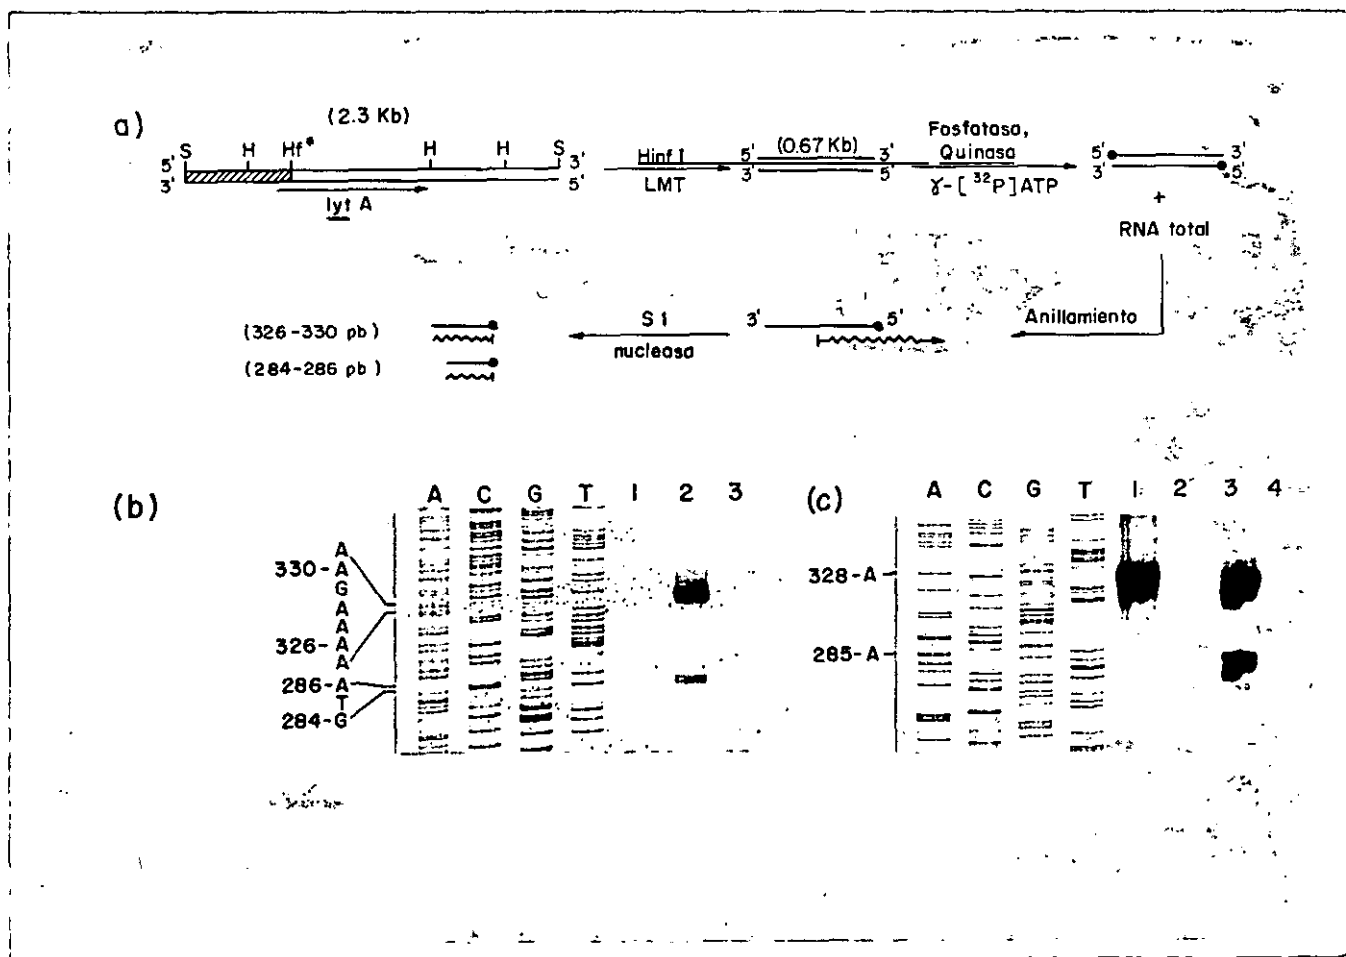 a)
(2.3 Kb)
S H Hf* H H S
5' 3'
3' 5'
lyt A
Hinf I
LMT
(0.67 Kb)
5' 3'
3' 5'
Fosfatasa,
Quinasa
γ-[32P]ATP
5' 3'
3' 5'
+
RNA total
Anillamiento
3' 5'
S1
nucleasa
(326-330 pb)
(284-286 pb)
(b)
A C G T 1 2 3
A
330-A
G
A
A
326-A
A
286-A
T
284-G
(c)
A C G T 1 2 3 4
328-A
285-A